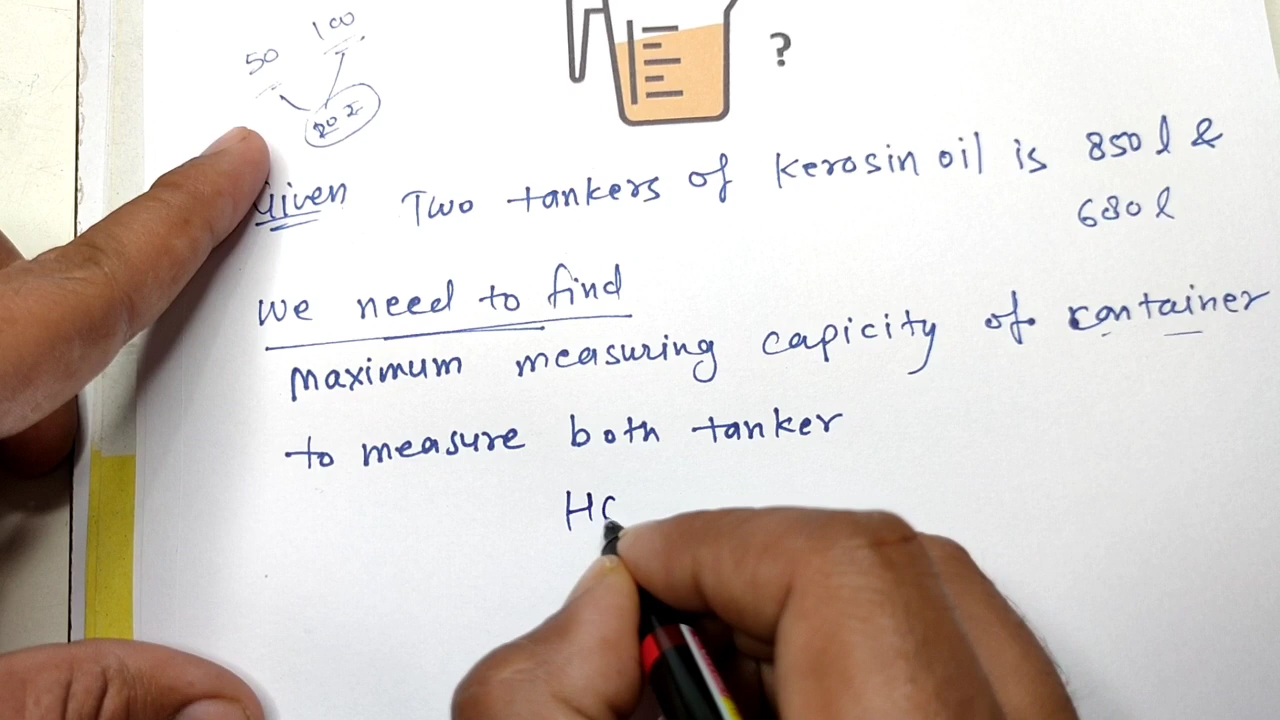 100
50
?
Given Two tankers of kerosin oil is 850 l &
680 l
We need to find
Maximum measuring capicity of container
to measure both tanker
HC